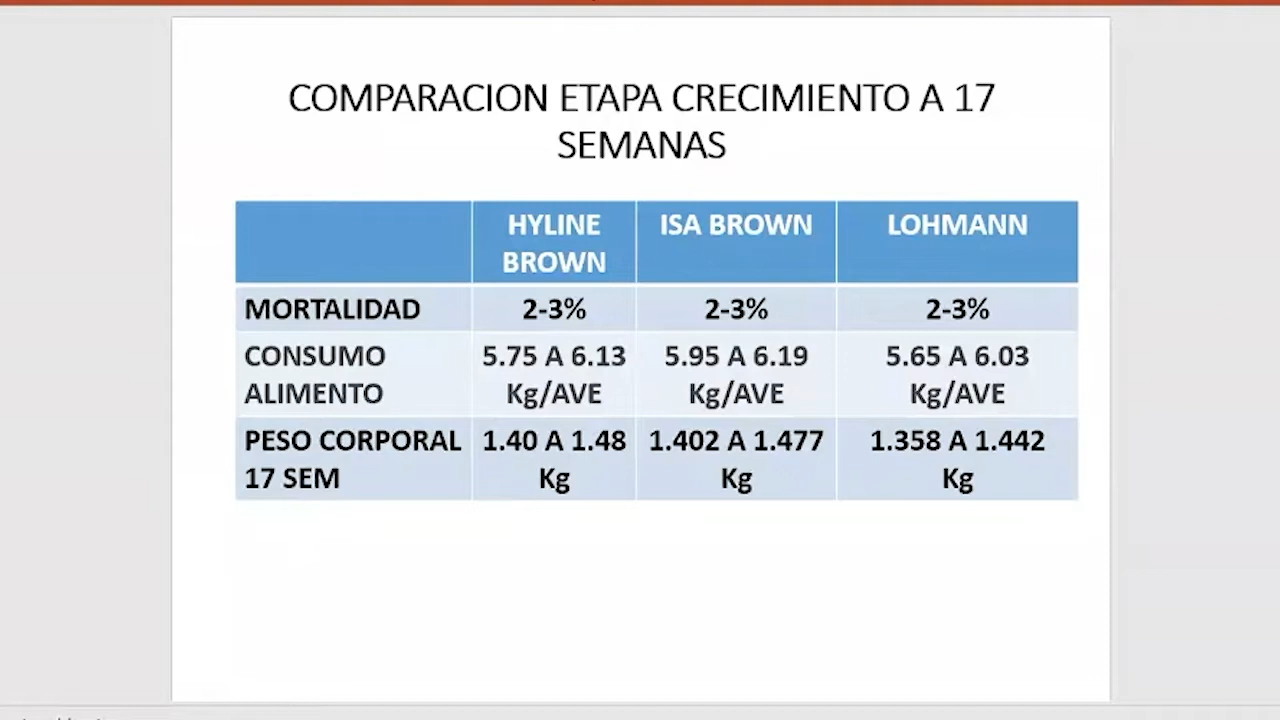 COMPARACION ETAPA CRECIMIENTO A 17
SEMANAS
HYLINE BROWN ISA BROWN LOHMANN
MORTALIDAD 2-3% 2-3% 2-3%
CONSUMO ALIMENTO 5.75 A 6.13 Kg/AVE 5.95 A 6.19 Kg/AVE 5.65 A 6.03 Kg/AVE
PESO CORPORAL 17 SEM 1.40 A 1.48 Kg 1.402 A 1.477 Kg 1.358 A 1.442 Kg